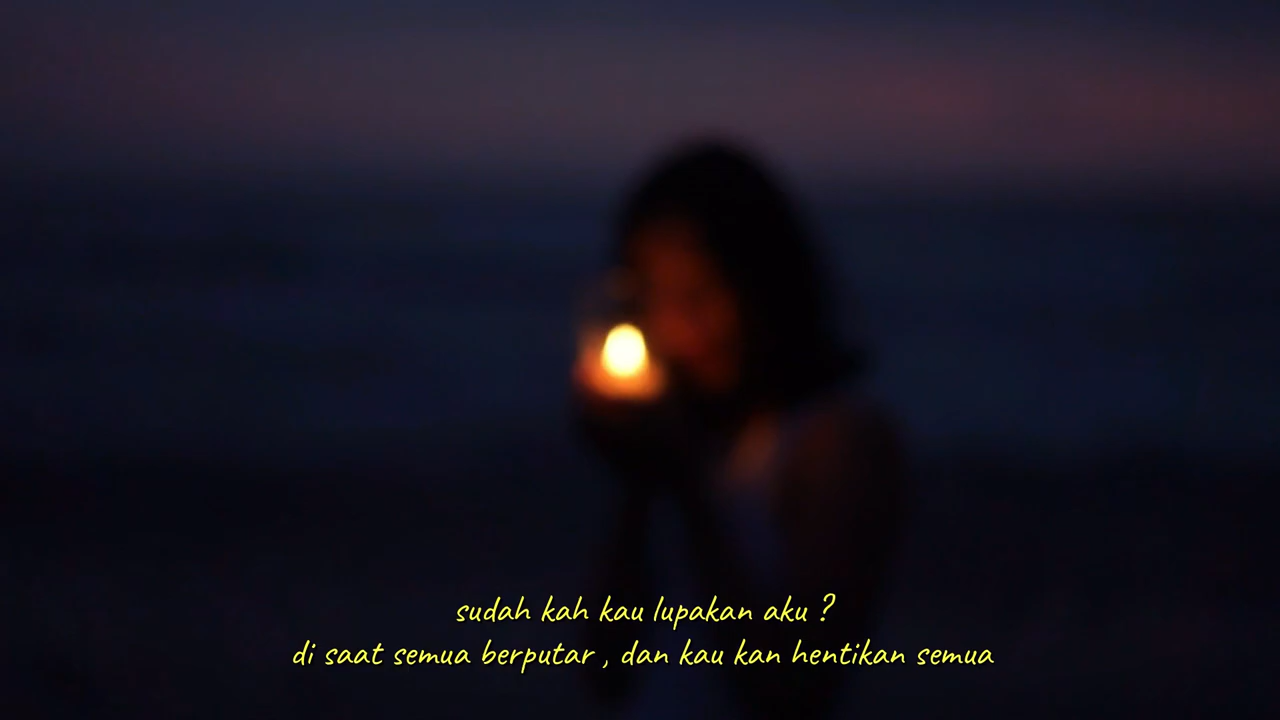 sudah kah kau lupakan aku ?
di saat semua berputar , dan kau kan hentikan semua